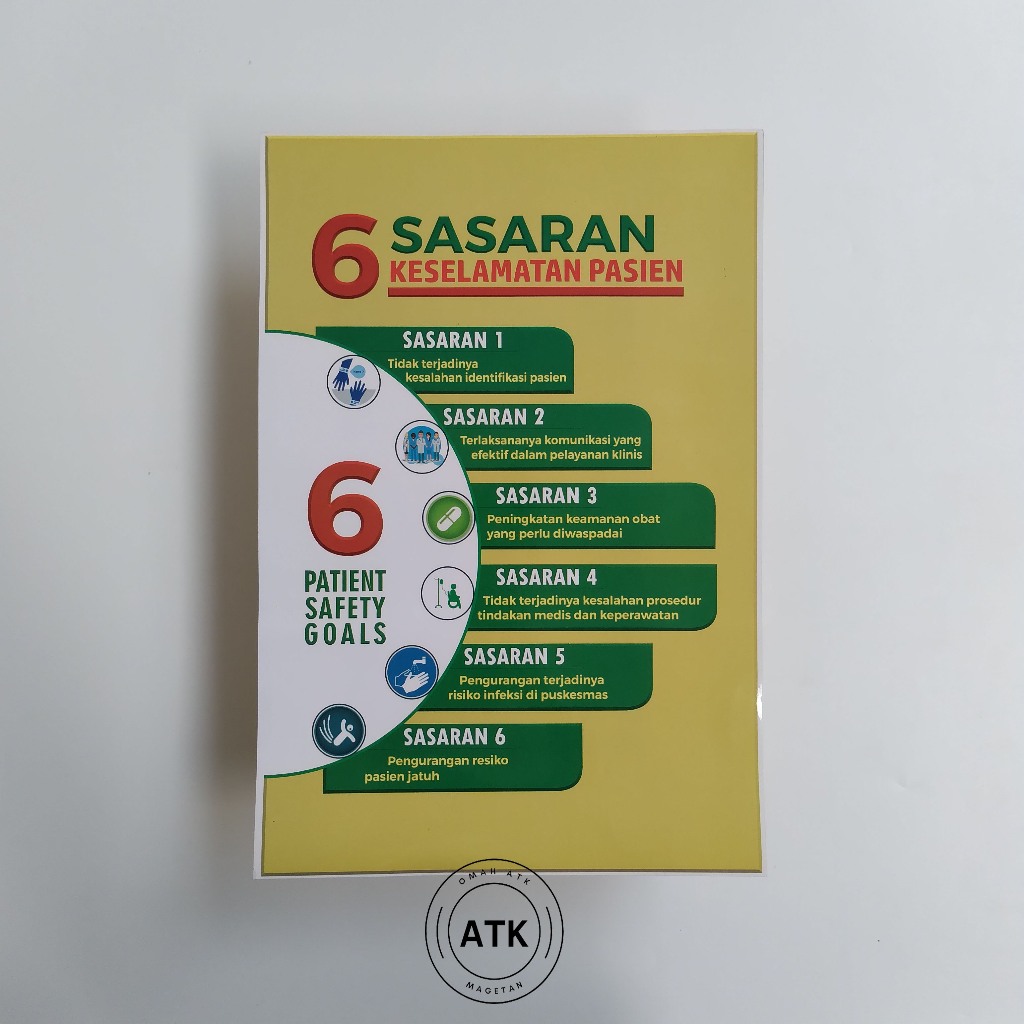 6 SASARAN
KESELAMATAN PASIEN
SASARAN 1
Tidak terjadinya
kesalahan identifikasi pasien
SASARAN 2
Terlaksananya komunikasi yang
efektif dalam pelayanan klinis
SASARAN 3
Peningkatan keamanan obat
yang perlu diwaspadai
6
PATIENT
SAFETY
GOALS
SASARAN 4
Tidak terjadinya kesalahan prosedur
tindakan medis dan keperawatan
SASARAN 5
Pengurangan terjadinya
risiko infeksi di puskesmas
SASARAN 6
Pengurangan resiko
pasien jatuh
OMAH ATK
ATK
MAGETAN